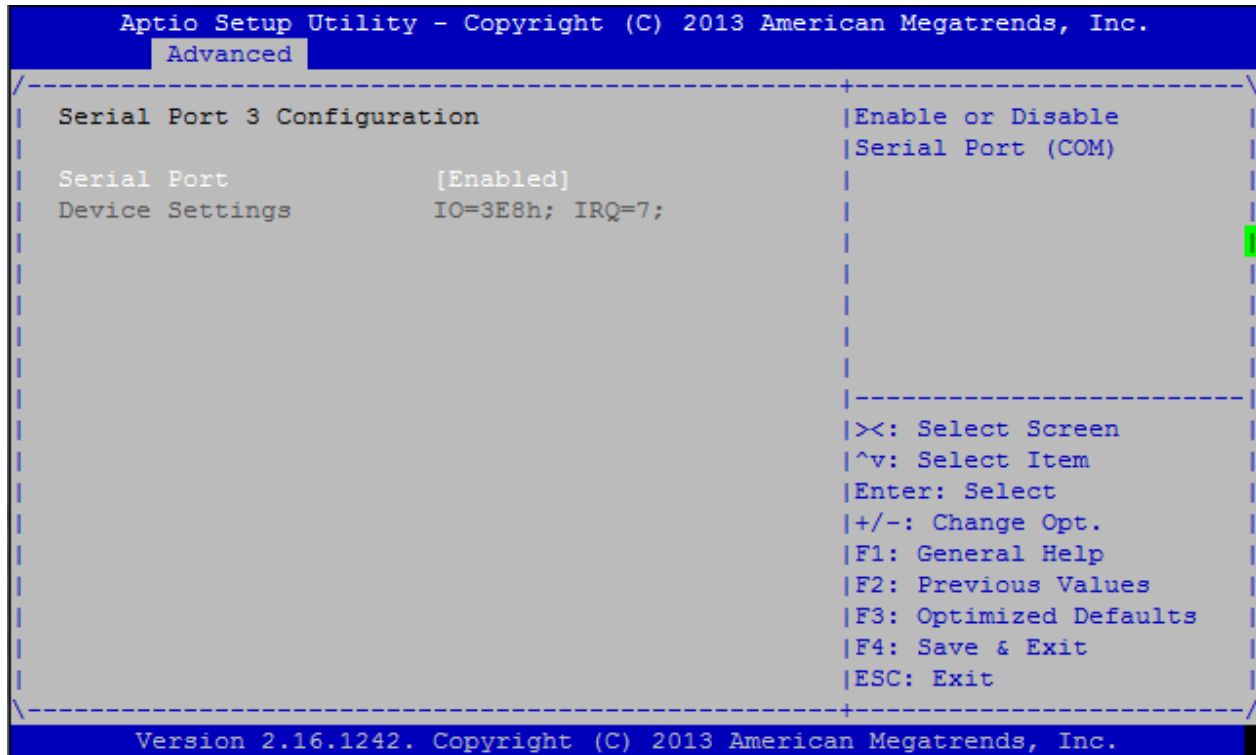 Aptio Setup Utility - Copyright (C) 2013 American Megatrends, Inc.
Advanced
Serial Port 3 Configuration
Serial Port [Enabled]
Device Settings IO=3E8h; IRQ=7;
Enable or Disable
Serial Port (COM)
><: Select Screen
^v: Select Item
Enter: Select
+/-: Change Opt.
F1: General Help
F2: Previous Values
F3: Optimized Defaults
F4: Save & Exit
ESC: Exit
Version 2.16.1242. Copyright (C) 2013 American Megatrends, Inc.